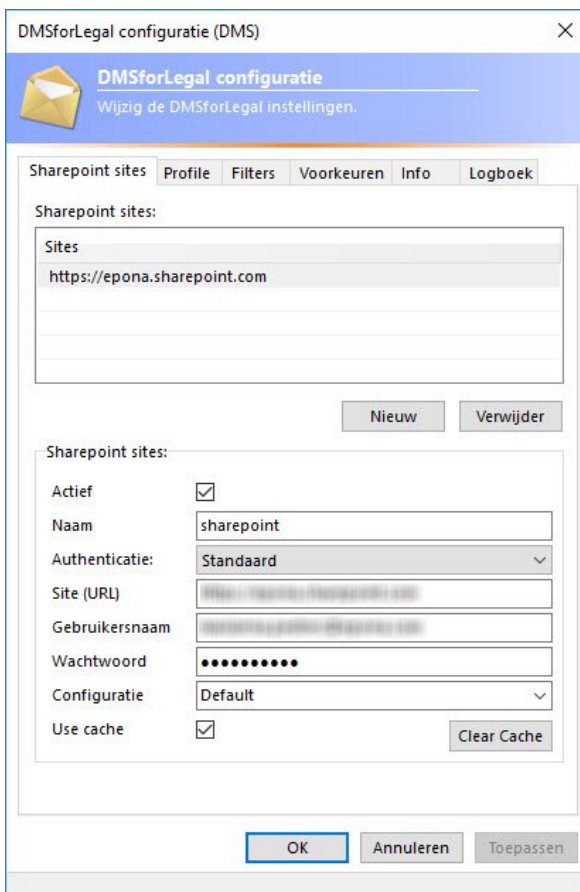 DMSforLegal configuratie (DMS)
DMSforLegal configuratie
Wijzig de DMSforLegal instellingen.
Sharepoint sites Profile Filters Voorkeuren Info Logboek
Sharepoint sites:
Sites
https://epona.sharepoint.com
Nieuw Verwijder
Sharepoint sites:
Actief
Naam sharepoint
Authenticatie: Standaard
Site (URL)
Gebruikersnaam
Wachtwoord ••••••••••
Configuratie Default
Use cache Clear Cache
OK Annuleren Toepassen